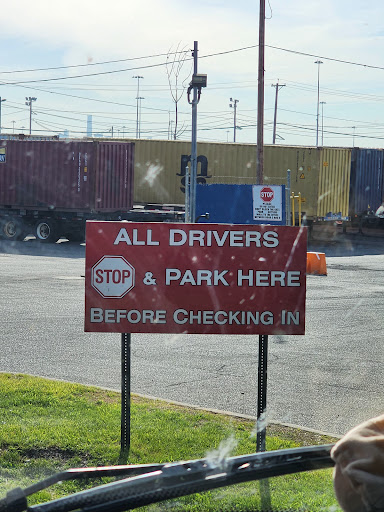 ALL DRIVERS
STOP & PARK HERE
BEFORE CHECKING IN
STOP